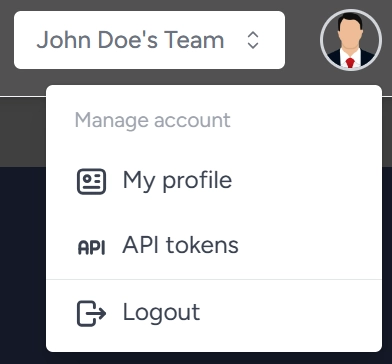 John Doe's Team
Manage account
My profile
API API tokens
Logout